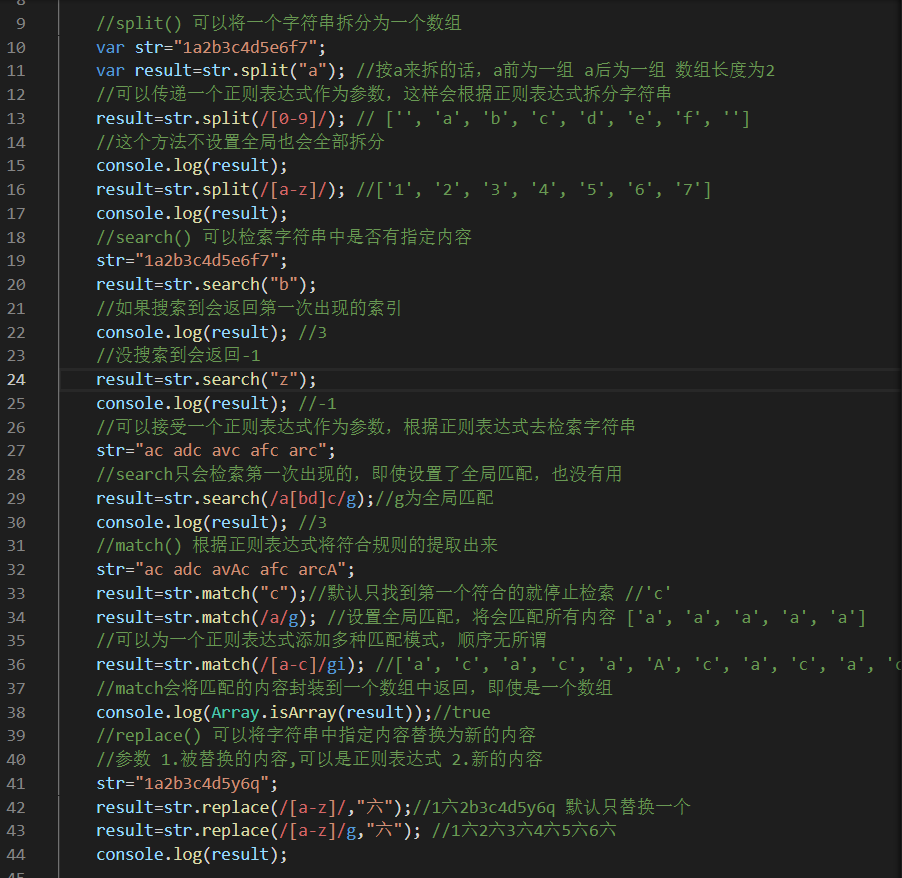 9 //split() 可以将一个字符串拆分为一个数组
10 var str="1a2b3c4d5e6f7";
11 var result=str.split("a"); //按a来拆的话，a前为一组 a后为一组 数组长度为2
12 //可以传递一个正则表达式作为参数，这样会根据正则表达式拆分字符串
13 result=str.split(/[0-9]/); // ['', 'a', 'b', 'c', 'd', 'e', 'f', '']
14 //这个方法不设置全局也会全部拆分
15 console.log(result);
16 result=str.split(/[a-z]/); //['1', '2', '3', '4', '5', '6', '7']
17 console.log(result);
18 //search() 可以检索字符串中是否有指定内容
19 str="1a2b3c4d5e6f7";
20 result=str.search("b");
21 //如果搜索到会返回第一次出现的索引
22 console.log(result); //3
23 //没搜索到会返回-1
24 result=str.search("z");
25 console.log(result); //-1
26 //可以接受一个正则表达式作为参数，根据正则表达式去检索字符串
27 str="ac adc avc afc arc";
28 //search只会检索第一次出现的，即使设置了全局匹配，也没有用
29 result=str.search(/a[bd]c/g);//g为全局匹配
30 console.log(result); //3
31 //match() 根据正则表达式将符合规则的提取出来
32 str="ac adc avAc afc arcA";
33 result=str.match("c");//默认只找到第一个符合的就停止检索 //'c'
34 result=str.match(/a/g); //设置全局匹配，将会匹配所有内容 ['a', 'a', 'a', 'a', 'a']
35 //可以为一个正则表达式添加多种匹配模式，顺序无所谓
36 result=str.match(/[a-c]/gi); //['a', 'c', 'a', 'c', 'a', 'A', 'c', 'a', 'c', 'a',
37 //match会将匹配的内容封装到一个数组中返回，即使是一个数组
38 console.log(Array.isArray(result));//true
39 //replace() 可以将字符串中指定内容替换为新的内容
40 //参数 1.被替换的内容,可以是正则表达式 2.新的内容
41 str="1a2b3c4d5y6q";
42 result=str.replace(/[a-z]/,"六");//1六2b3c4d5y6q 默认只替换一个
43 result=str.replace(/[a-z]/g,"六"); //1六2六3六4六5六6六
44 console.log(result);